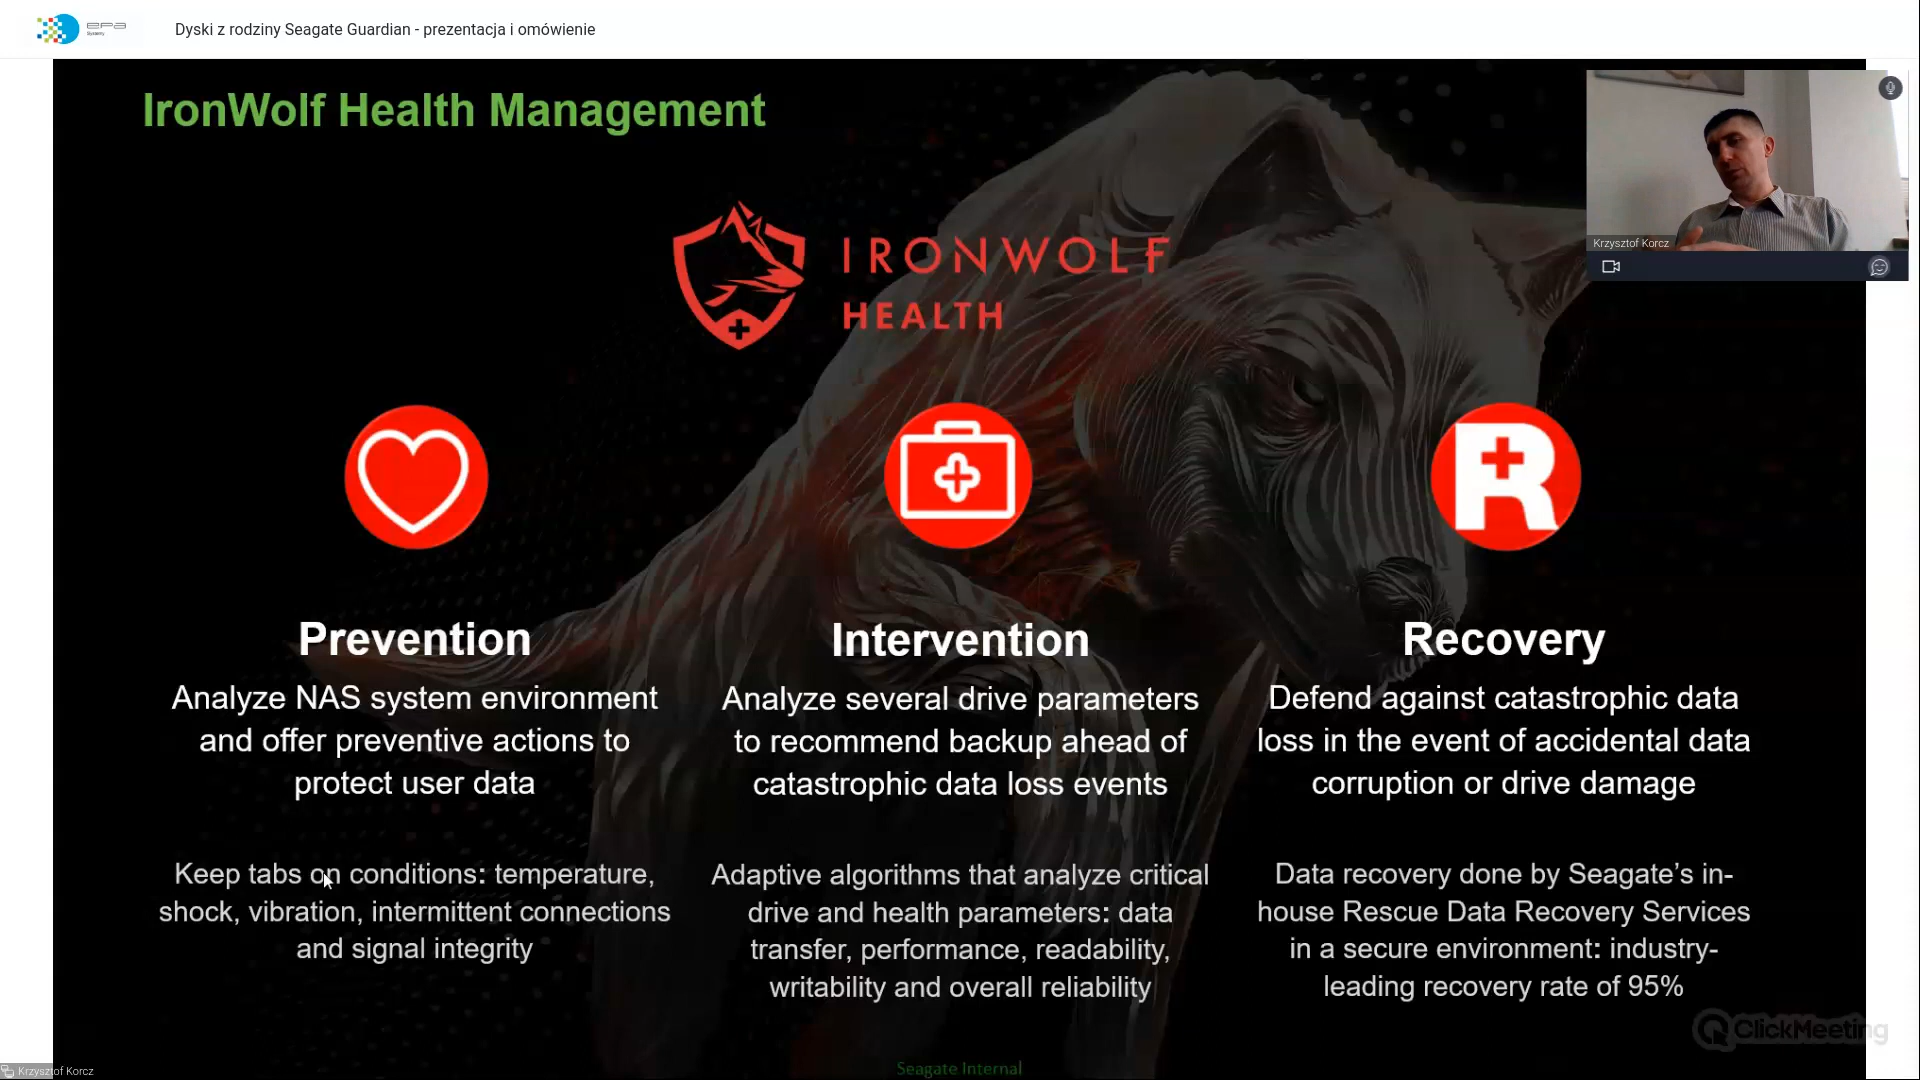 epa
Systemy
Dyski z rodziny Seagate Guardian - prezentacja i omówienie
IronWolf Health Management
IRONWOLF
HEALTH
Krzysztof Korcz
Prevention
Analyze NAS system environment
and offer preventive actions to
protect user data
Keep tabs on conditions: temperature,
shock, vibration, intermittent connections
and signal integrity
Intervention
Analyze several drive parameters
to recommend backup ahead of
catastrophic data loss events
Adaptive algorithms that analyze critical
drive and health parameters: data
transfer, performance, readability,
writability and overall reliability
R
Recovery
Defend against catastrophic data
loss in the event of accidental data
corruption or drive damage
Data recovery done by Seagate’s in-
house Rescue Data Recovery Services
in a secure environment: industry-
leading recovery rate of 95%
ClickMeeting
Seagate Internal
Krzysztof Korcz